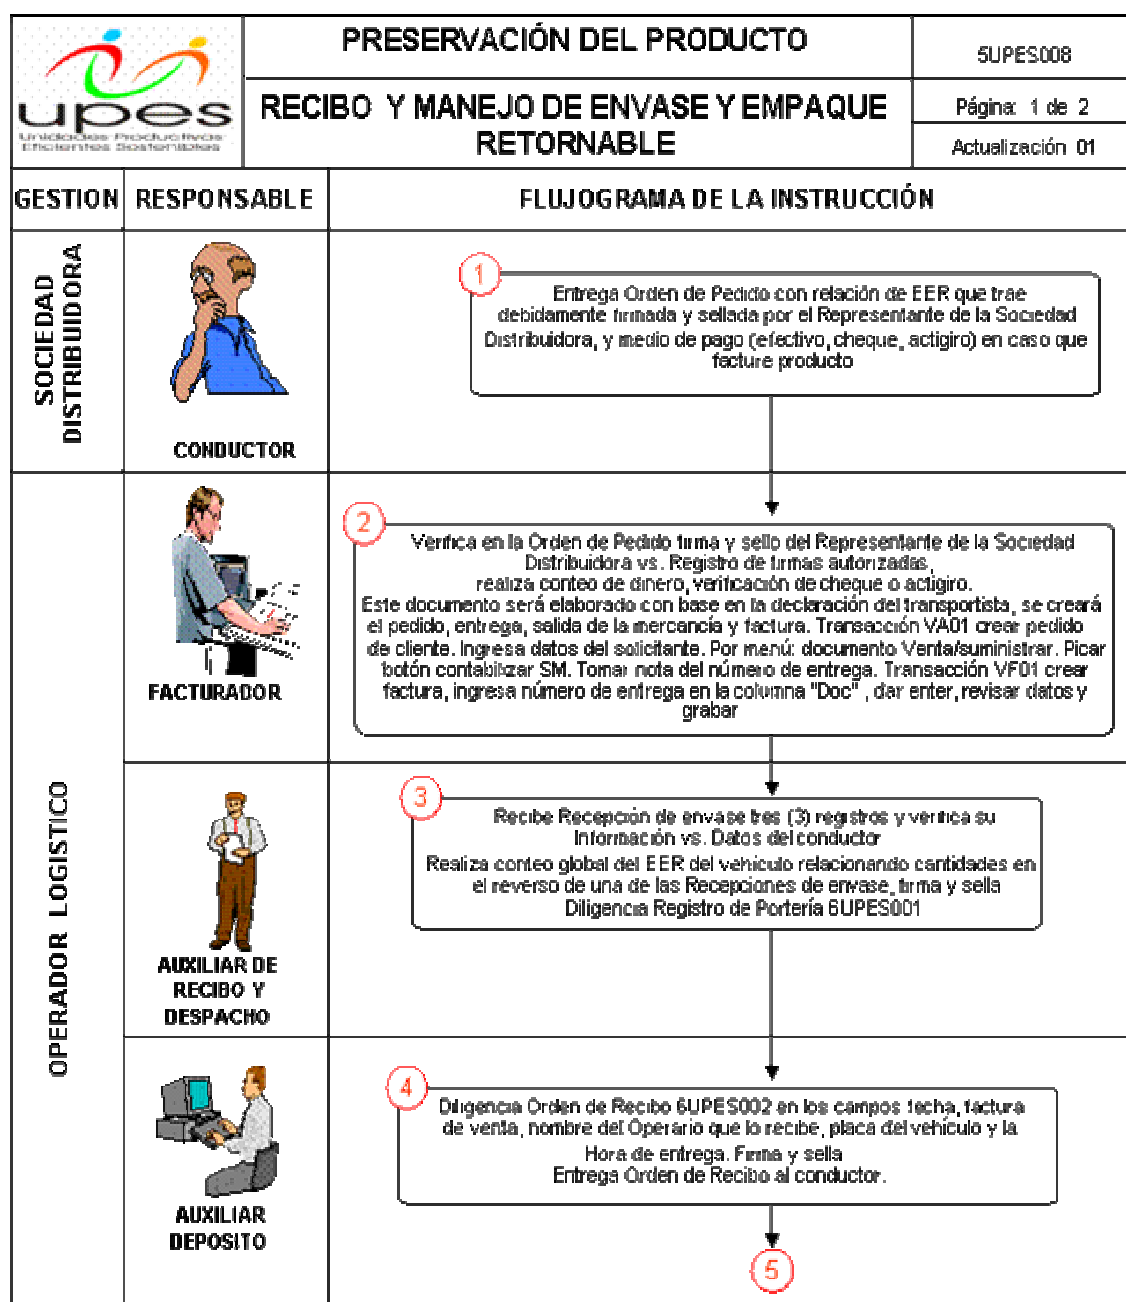 PRESERVACIÓN DEL PRODUCTO
5UPES008
upes
Unidades Productivas
Eficientes Sostenibles
RECIBO Y MANEJO DE ENVASE Y EMPAQUE
RETORNABLE
Página: 1 de 2
Actualización 01
GESTION
RESPONSABLE
FLUJOGRAMA DE LA INSTRUCCIÓN
SOCIEDAD
DISTRIBUIDORA
CONDUCTOR
1
Entrega Orden de Pedido con relación de EER que trae
debidamente firmada y sellada por el Representante de la Sociedad
Distribuidora, y medio de pago (efectivo, cheque, actigiro) en caso que
facture producto
OPERADOR LOGISTICO
FACTURADOR
2
Verifica en la Orden de Pedido firma y sello del Representante de la Sociedad
Distribuidora vs. Registro de firmas autorizadas,
realiza conteo de dinero, verificación de cheque o actigiro.
Este documento será elaborado con base en la declaración del transportista, se creará
el pedido, entrega, salida de la mercancía y factura. Transacción VA01 crear pedido
de cliente. Ingresa datos del solicitante. Por menú: documento Venta/suministrar. Picar
botón contabilizar SM. Tomar nota del número de entrega. Transacción VF01 crear
factura, ingresa número de entrega en la columna "Doc" , dar enter, revisar datos y
grabar
AUXILIAR DE
RECIBO Y
DESPACHO
3
Recibe Recepción de envase tres (3) registros y verifica su
Información vs. Datos del conductor
Realiza conteo global del EER del vehículo relacionando cantidades en
el reverso de una de las Recepciones de envase, firma y sella
Diligencia Registro de Portería 6UPES001
AUXILIAR
DEPOSITO
4
Diligencia Orden de Recibo 6UPES002 en los campos fecha, factura
de venta, nombre del Operario que lo recibe, placa del vehículo y la
Hora de entrega. Firma y sella
Entrega Orden de Recibo al conductor.
5